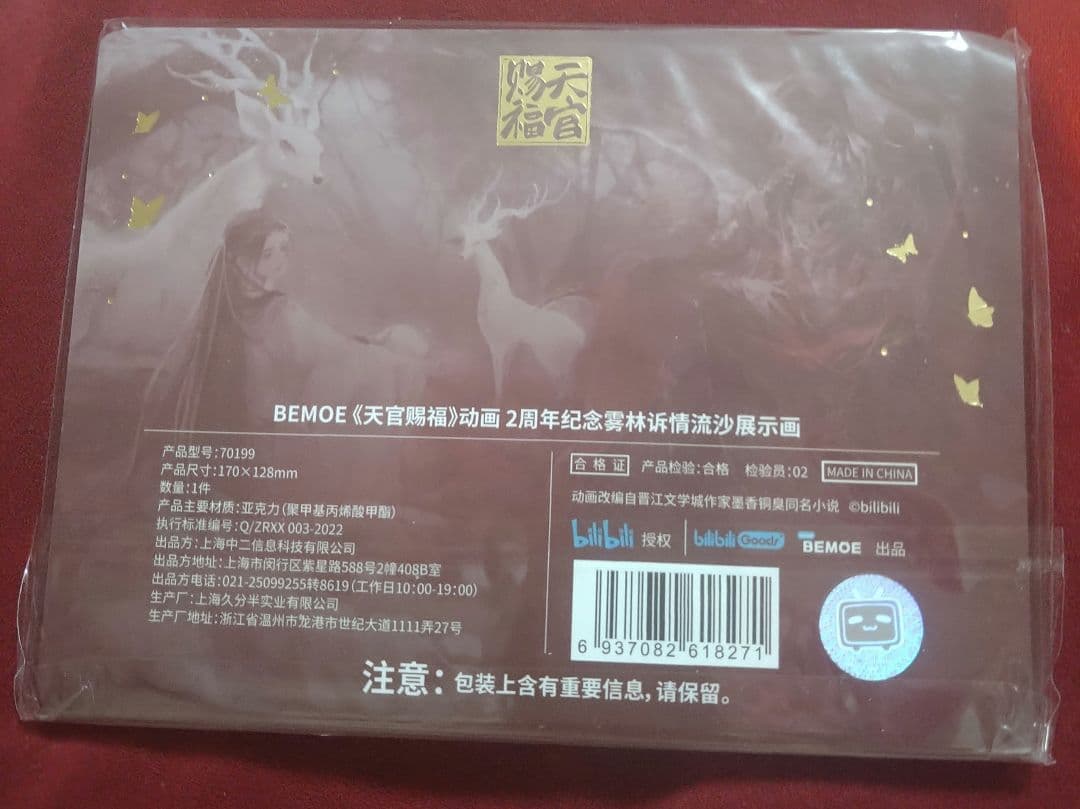 天官
赐福
BEMOE《天官赐福》动画 2周年纪念雾林诉情流沙展示画
产品型号:70199
产品尺寸:170×128mm
数量:1件
产品主要材质:亚克力(聚甲基丙烯酸甲酯)
执行标准编号:Q/ZRXX 003-2022
出品方:上海中二信息科技有限公司
出品方地址:上海市闵行区紫星路588号2幢408B室
出品方电话:021-25099255转8619(工作日10:00-19:00)
生产厂:上海久分半实业有限公司
生产厂地址:浙江省温州市龙港市世纪大道1111弄27号
合格证 产品检验:合格 检验员:02 MADE IN CHINA
动画改编自晋江文学城作家墨香铜臭同名小说 ©bilibili
bilibili 授权 bilibili Goods BEMOE 出品
6 937082 618271
注意:包装上含有重要信息,请保留。